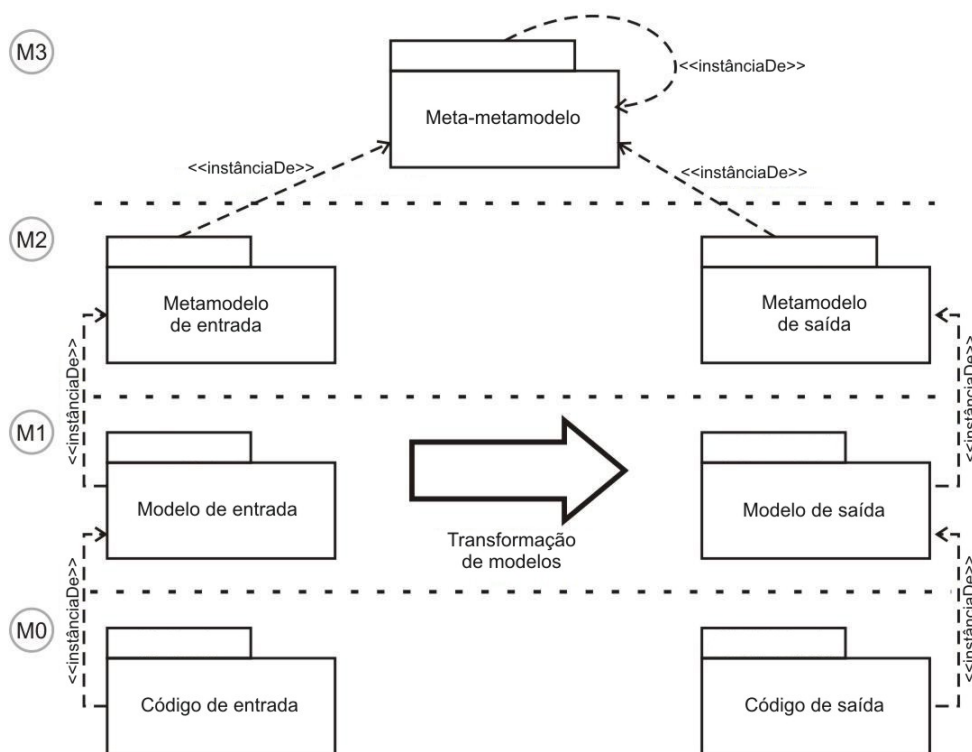 M3
<<instânciaDe>>
Meta-metamodelo
<<instânciaDe>>
<<instânciaDe>>
M2
Metamodelo
de entrada
Metamodelo
de saída
<<instânciaDe>>
<<instânciaDe>>
M1
Modelo de entrada
Transformação
de modelos
Modelo de saída
<<instânciaDe>>
<<instânciaDe>>
M0
Código de entrada
Código de saída